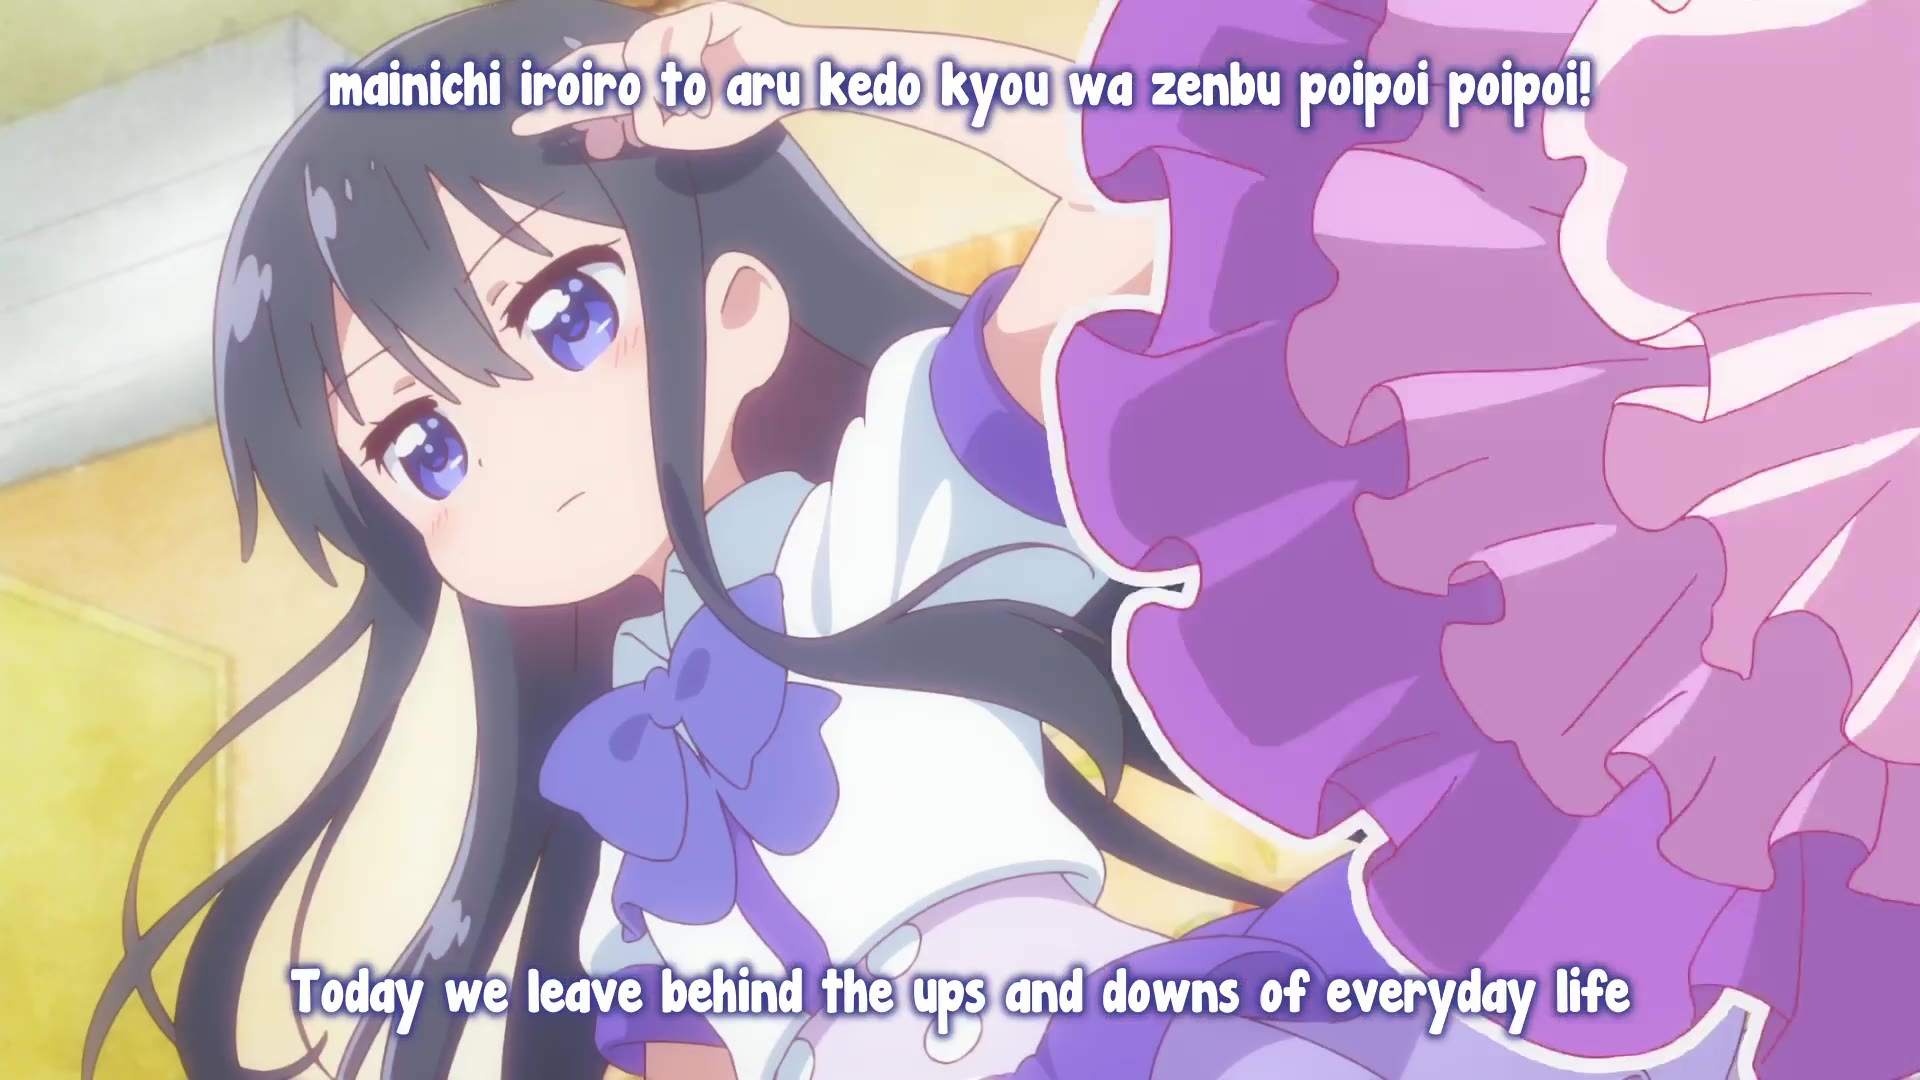 mainichi iroiro to aru kedo kyou wa zenbu poipoi poipoi!
Today we leave behind the ups and downs of everyday life